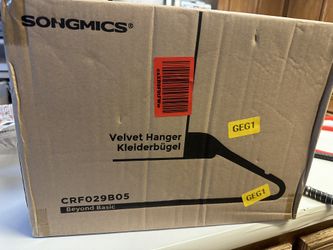 SONGMICS®
GEG1
Velvet Hanger
Kleiderbügel
GEG1
CRF029B05
Beyond Basic